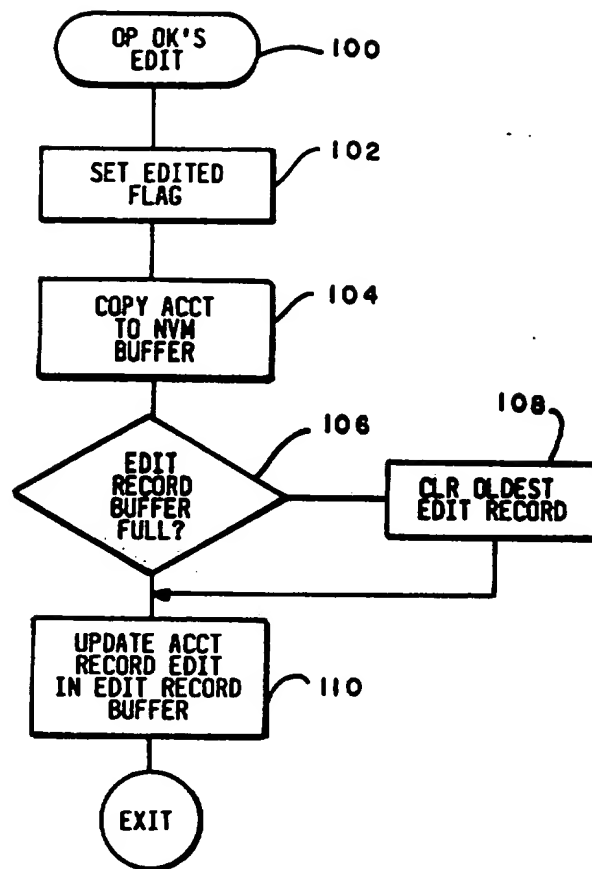 OP OK'S
EDIT
100
SET EDITED
FLAG
102
COPY ACCT
TO NVM
BUFFER
104
EDIT
RECORD
BUFFER
FULL?
106
CLR OLDEST
EDIT RECORD
108
UPDATE ACCT
RECORD EDIT
IN EDIT RECORD
BUFFER
110
EXIT